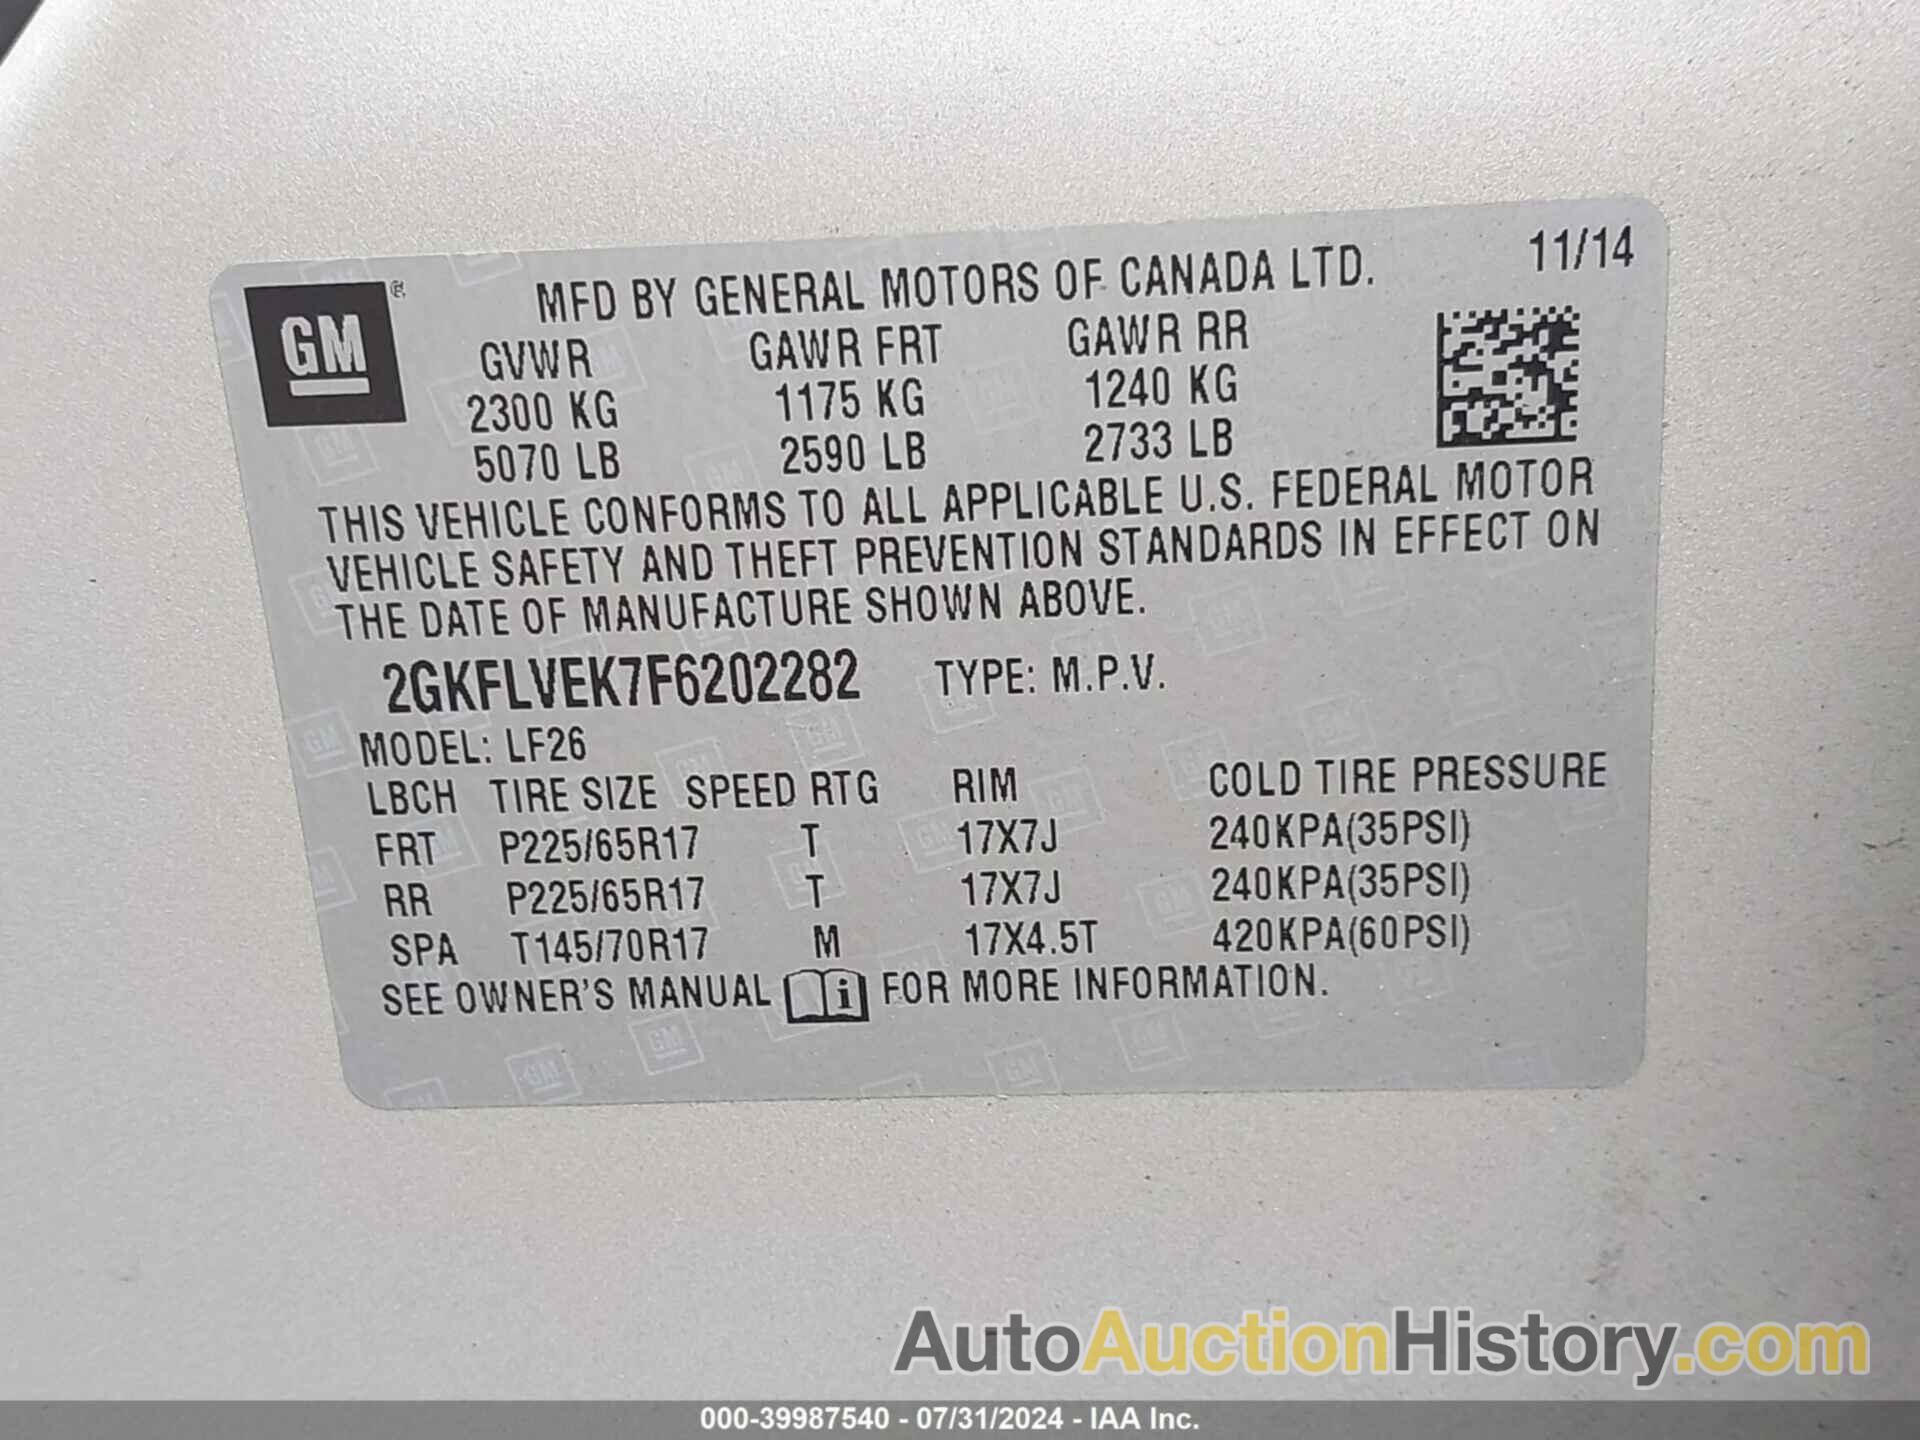 11/14
MFD BY GENERAL MOTORS OF CANADA LTD.
GM ®
GVWR GAWR FRT GAWR RR
2300 KG 1175 KG 1240 KG
5070 LB 2590 LB 2733 LB
THIS VEHICLE CONFORMS TO ALL APPLICABLE U.S. FEDERAL MOTOR
VEHICLE SAFETY AND THEFT PREVENTION STANDARDS IN EFFECT ON
THE DATE OF MANUFACTURE SHOWN ABOVE.
2GKFLVEK7F6202282 TYPE: M.P.V.
MODEL: LF26
LBCH TIRE SIZE SPEED RTG RIM COLD TIRE PRESSURE
FRT P225/65R17 T 17X7J 240KPA(35PSI)
RR P225/65R17 T 17X7J 240KPA(35PSI)
SPA T145/70R17 M 17X4.5T 420KPA(60PSI)
SEE OWNER'S MANUAL i FOR MORE INFORMATION.
AutoAuctionHistory.com
000-39987540 - 07/31/2024 - IAA Inc.